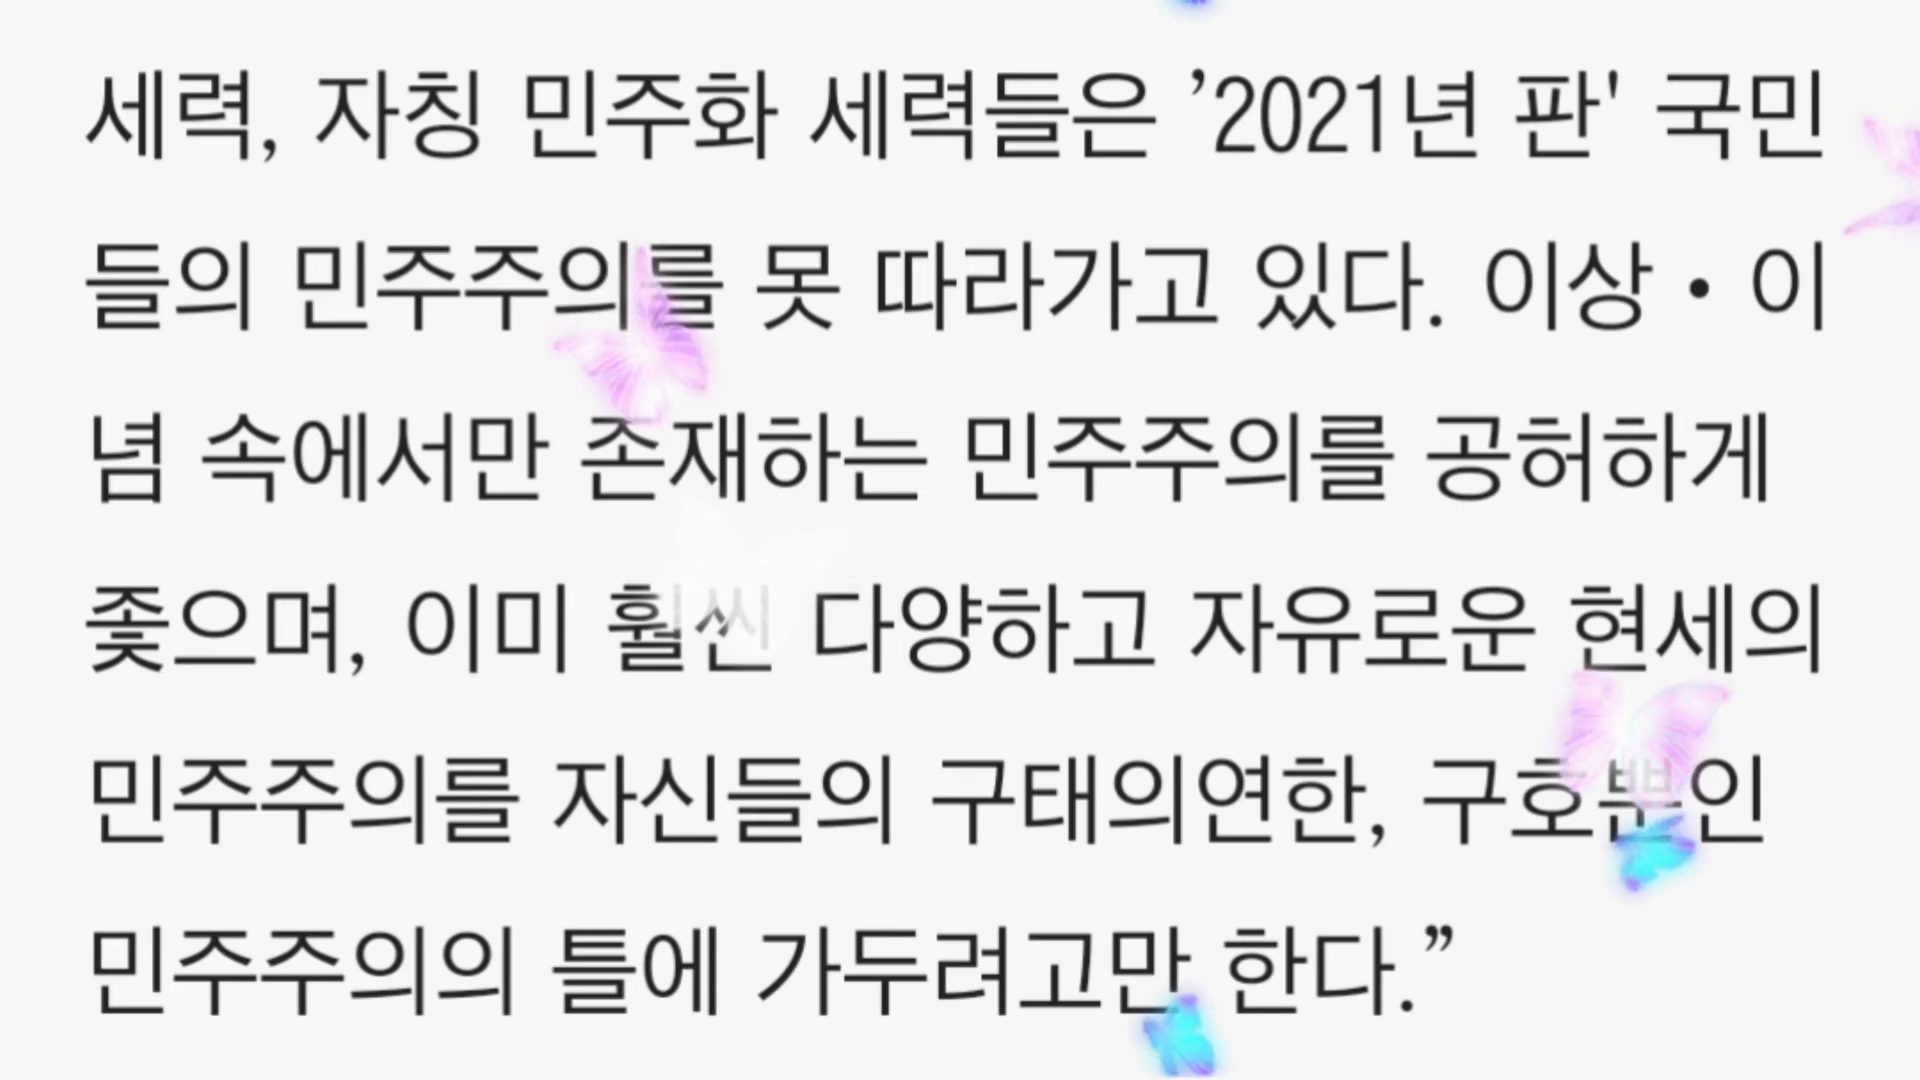 세력, 자칭 민주화 세력들은 ’2021년 판' 국민
들의 민주주의를 못 따라가고 있다. 이상·이
념 속에서만 존재하는 민주주의를 공허하게
좇으며, 이미 훨씬 다양하고 자유로운 현세의
민주주의를 자신들의 구태의연한, 구호뿐인
민주주의의 틀에 가두려고만 한다.”